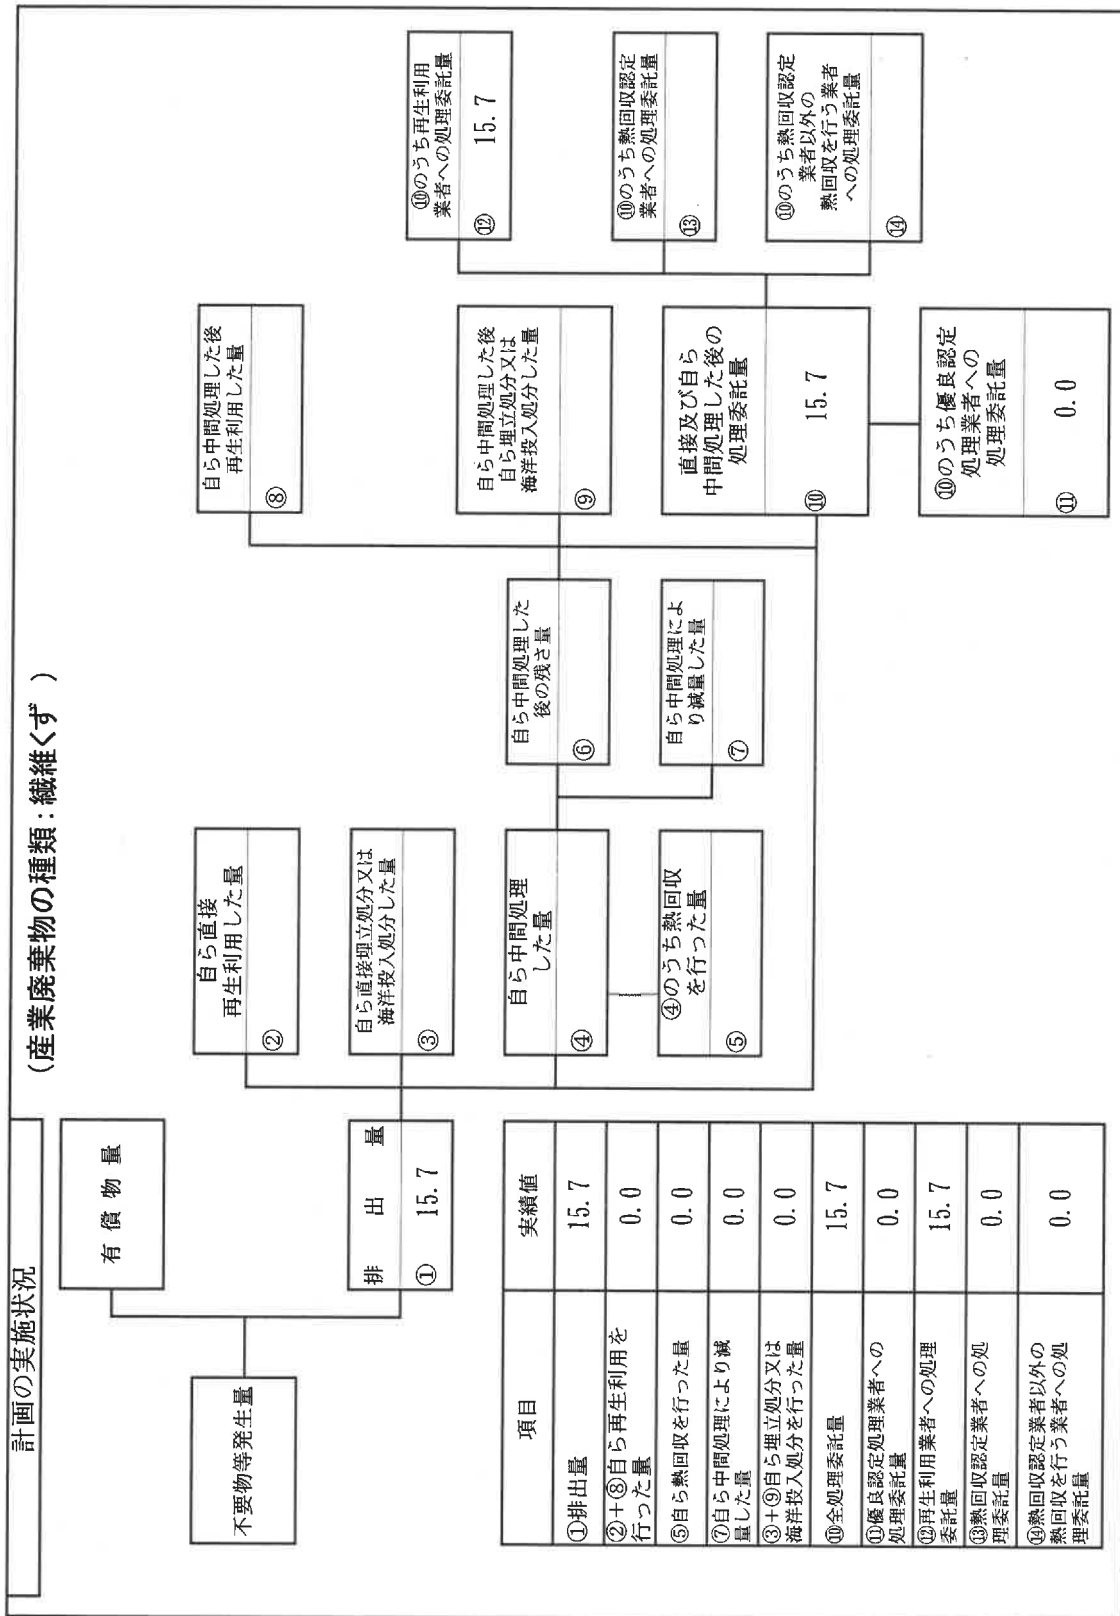 計画の実施状況
(産業廃棄物の種類：繊維くず )
不要物等発生量
有償物量
排出量
① 15.7
自ら直接
再生利用した量
②
自ら直接埋立処分又は
海洋投入処分した量
③
自ら中間処理
した量
④
④のうち熱回収
を行った量
⑤
自ら中間処理した
後の残さ量
⑥
自ら中間処理によ
り減量した量
⑦
自ら中間処理した後
再生利用した量
⑧
自ら中間処理した後
自ら埋立処分又は
海洋投入処分した量
⑨
直接及び自ら
中間処理した後の
処理委託量
⑩ 15.7
⑩のうち優良認定
処理業者への
処理委託量
⑪ 0.0
⑩のうち再生利用
業者への処理委託量
⑫ 15.7
⑩のうち熱回収認定
業者への処理委託量
⑬
⑩のうち熱回収認定
業者以外の
熱回収を行う業者
への処理委託量
⑭
項目 実績値
①排出量 15.7
②+⑧自ら再生利用を
行った量 0.0
⑤自ら熱回収を行った量 0.0
⑦自ら中間処理により減
量した量 0.0
③+⑨自ら埋立処分又は
海洋投入処分を行った量 0.0
⑩全処理委託量 15.7
⑪優良認定処理業者への
処理委託量 0.0
⑫再生利用業者への処理
委託量 15.7
⑬熱回収認定業者への処
理委託量 0.0
⑭熱回収認定業者以外の
熱回収を行う業者への処
理委託量 0.0